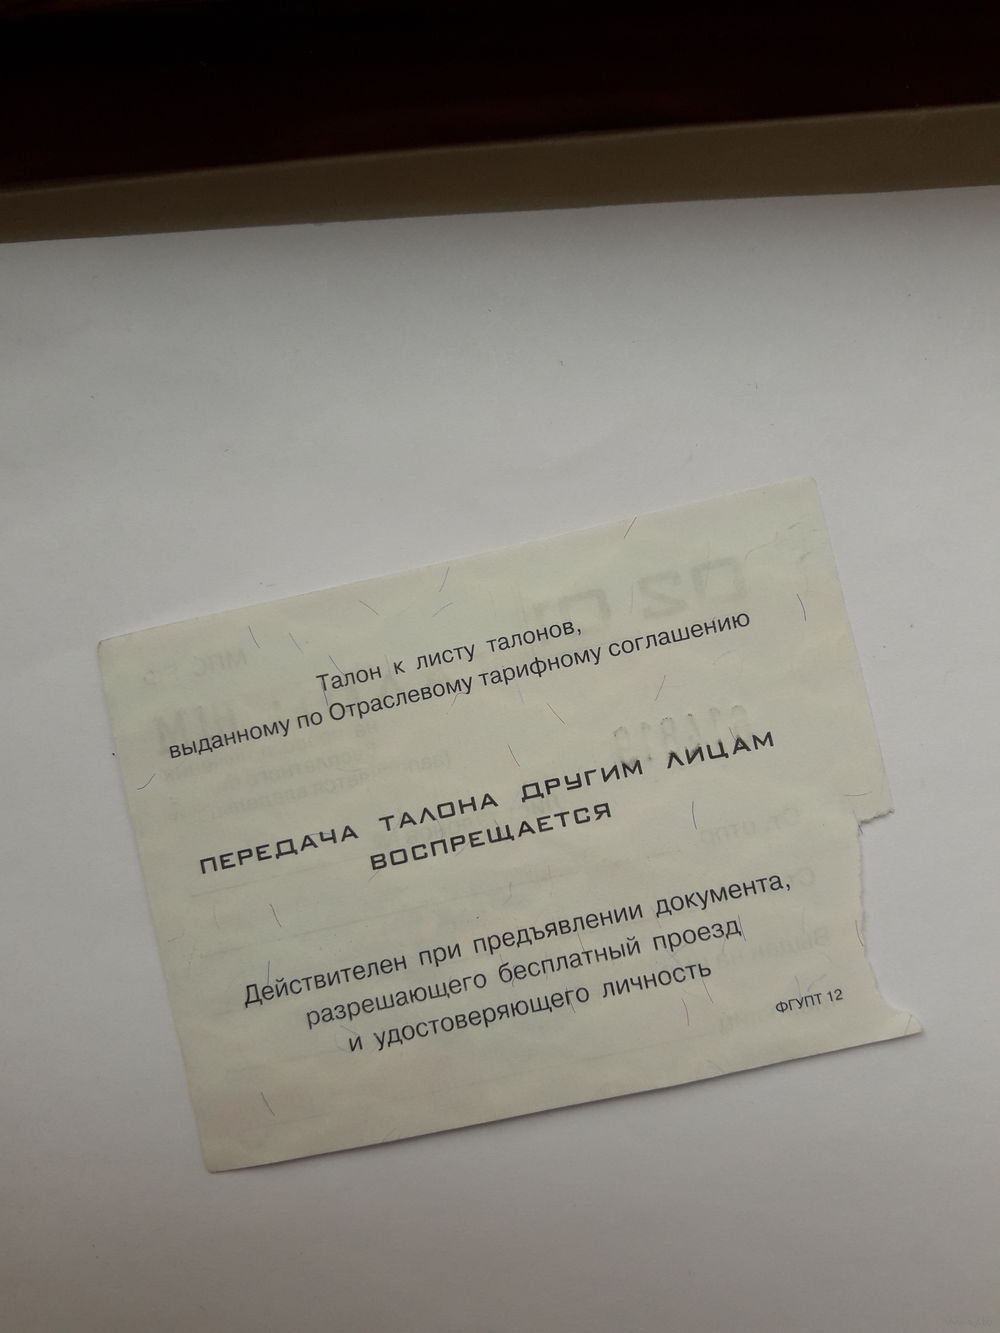 Талон к листу талонов,
выданному по Отраслевому тарифному соглашению
ПЕРЕДАЧА ТАЛОНА ДРУГИМ ЛИЦАМ
ВОСПРЕЩАЕТСЯ
Действителен при предъявлении документа,
разрешающего бесплатный проезд
и удостоверяющего личность
ФГУПТ 12